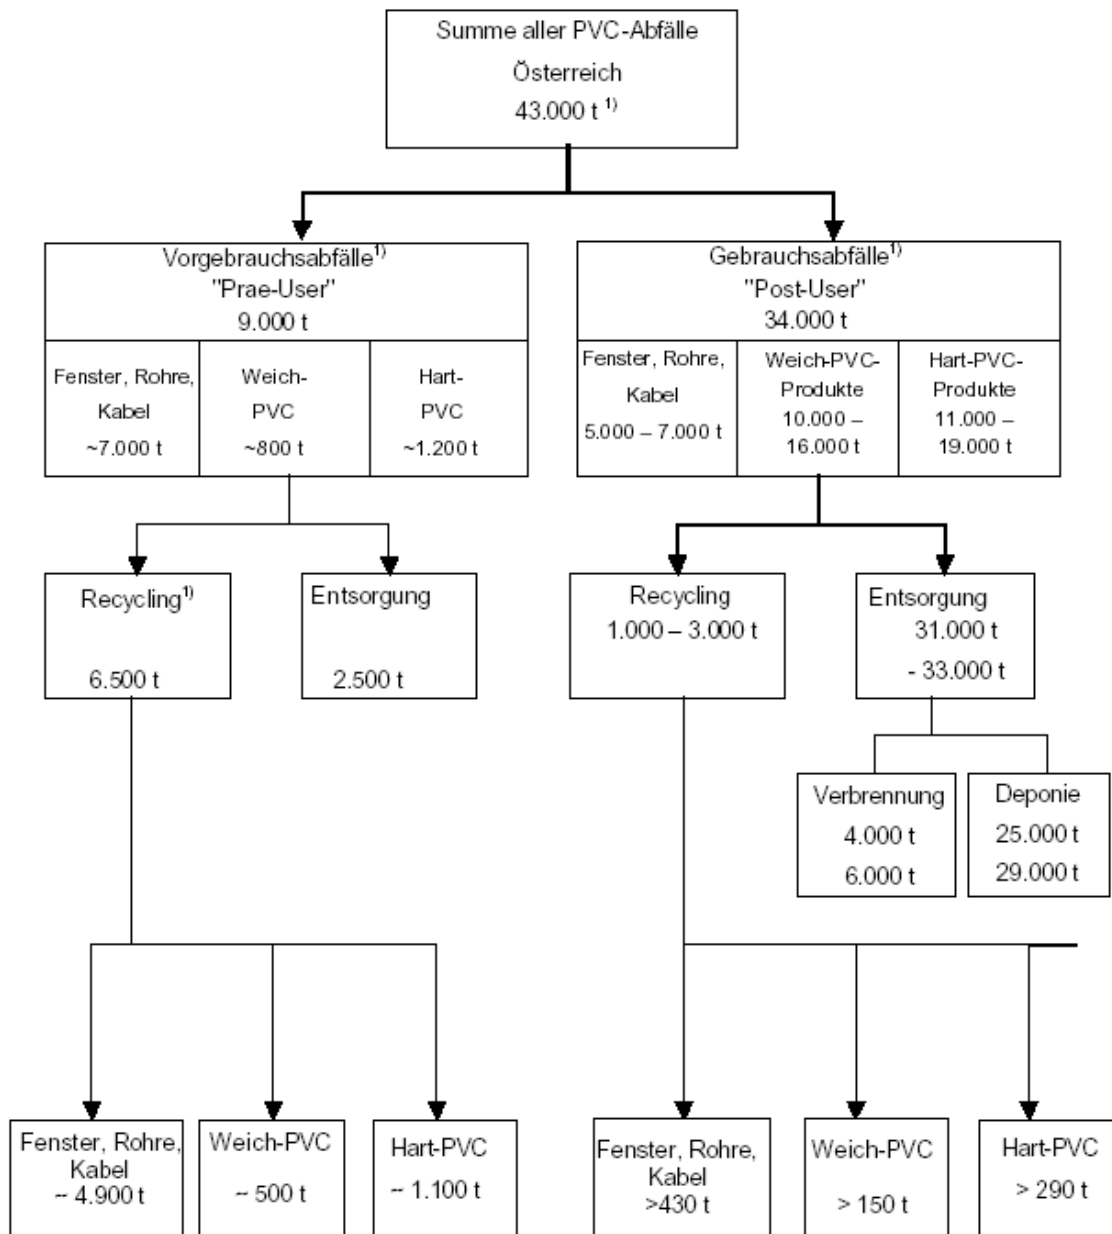 Summe aller PVC-Abfälle
Österreich
43.000 t 1)
Vorgebrauchsabfälle1)
"Prae-User"
9.000 t
Fenster, Rohre,
Kabel
~7.000 t
Weich-
PVC
~800 t
Hart-
PVC
~1.200 t
Gebrauchsabfälle1)
"Post-User"
34.000 t
Fenster, Rohre,
Kabel
5.000 – 7.000 t
Weich-PVC-
Produkte
10.000 –
16.000 t
Hart-PVC-
Produkte
11.000 –
19.000 t
Recycling1)
6.500 t
Entsorgung
2.500 t
Recycling
1.000 – 3.000 t
Entsorgung
31.000 t
- 33.000 t
Verbrennung
4.000 t
6.000 t
Deponie
25.000 t
29.000 t
Fenster, Rohre,
Kabel
~ 4.900 t
Weich-PVC
~ 500 t
Hart-PVC
~ 1.100 t
Fenster, Rohre,
Kabel
>430 t
Weich-PVC
> 150 t
Hart-PVC
> 290 t